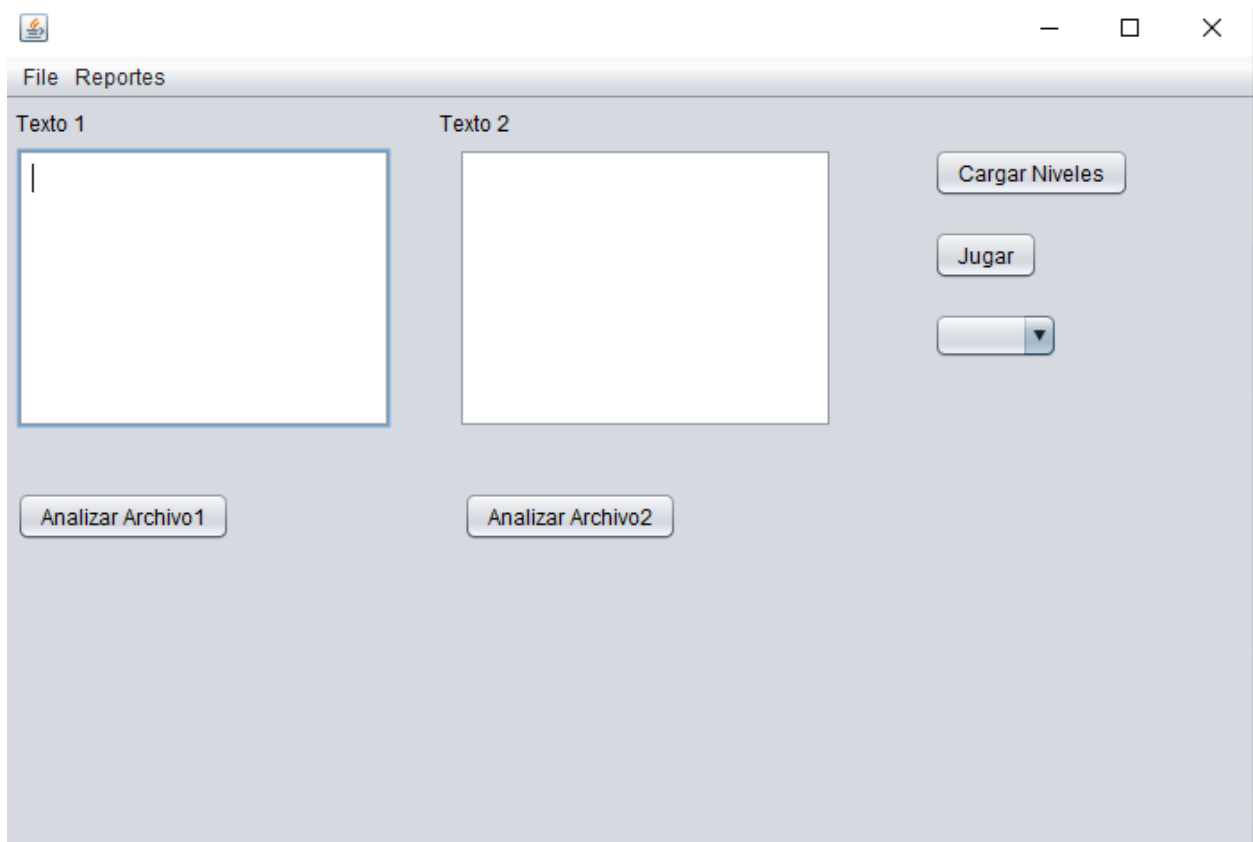 File Reportes
Texto 1 Texto 2
Cargar Niveles
Jugar
Analizar Archivo1 Analizar Archivo2